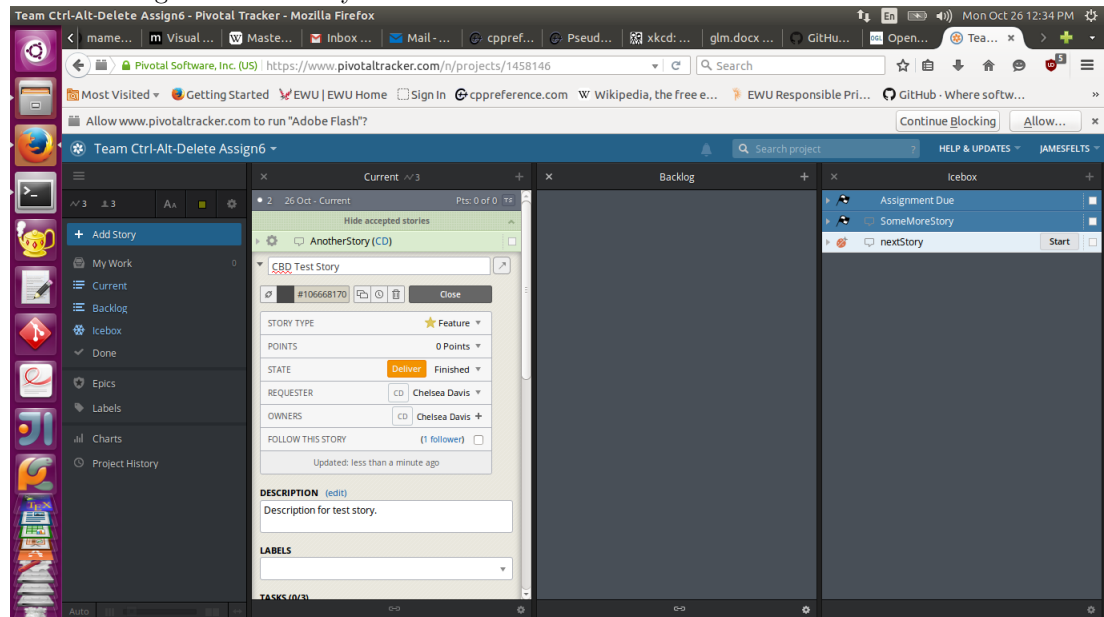 Team Ctrl-Alt-Delete Assign6 - Pivotal Tracker - Mozilla Firefox En Mon Oct 26 12:34 PM
mame... m Visual ... W Maste... Inbox ... Mail - ... cppref... Pseud... xkcd: ... glm.docx ... GitHu... OGL Open... Tea... ×
Pivotal Software, Inc. (US) https://www.pivotaltracker.com/n/projects/1458146 Search 5
Most Visited Getting Started EWU | EWU Home Sign In cppreference.com W Wikipedia, the free e... EWU Responsible Pri... GitHub · Where softw... »
Allow www.pivotaltracker.com to run "Adobe Flash"? Continue Blocking Allow... ×
Team Ctrl-Alt-Delete Assign6 Search project ? HELP & UPDATES JAMESFELTS
× Current 3 + × Backlog + × Icebox +
3 3 AA
2 26 Oct - Current Pts: 0 of 0 TS
Hide accepted stories
AnotherStory (CD)
Assignment Due
SomeMoreStory
nextStory Start
+ Add Story
My Work 0
Current
Backlog
Icebox
Done
Epics
Labels
Charts
Project History
Auto
CBD Test Story
#106668170 Close
STORY TYPE Feature
POINTS 0 Points
STATE Deliver Finished
REQUESTER CD Chelsea Davis
OWNERS CD Chelsea Davis +
FOLLOW THIS STORY (1 follower)
Updated: less than a minute ago
DESCRIPTION (edit)
Description for test story.
LABELS
TASKS (0/3)